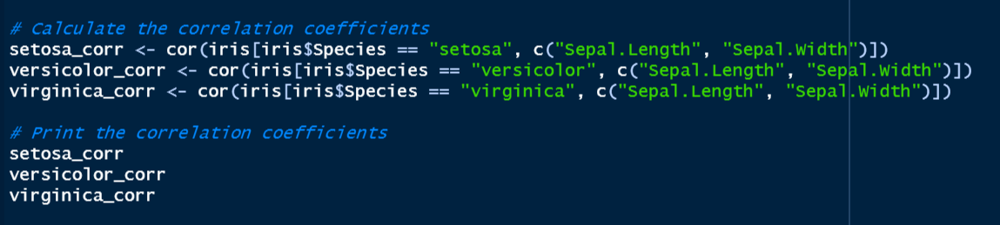 # Calculate the correlation coefficients
setosa_corr <- cor(iris[iris$Species == "setosa", c("Sepal.Length", "Sepal.Width")])
versicolor_corr <- cor(iris[iris$Species == "versicolor", c("Sepal.Length", "Sepal.Width")])
virginica_corr <- cor(iris[iris$Species == "virginica", c("Sepal.Length", "Sepal.Width")])
# Print the correlation coefficients
setosa_corr
versicolor_corr
virginica_corr